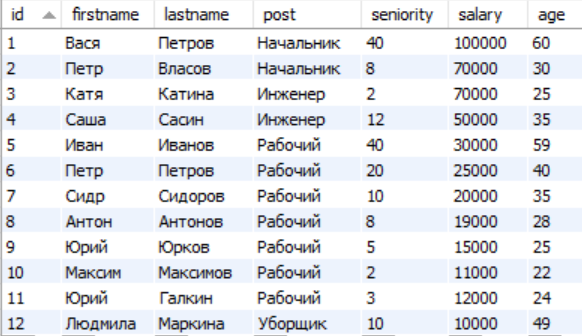 id firstname lastname post seniority salary age
1 Вася Петров Начальник 40 100000 60
2 Петр Власов Начальник 8 70000 30
3 Катя Катина Инженер 2 70000 25
4 Саша Сасин Инженер 12 50000 35
5 Иван Иванов Рабочий 40 30000 59
6 Петр Петров Рабочий 20 25000 40
7 Сидр Сидоров Рабочий 10 20000 35
8 Антон Антонов Рабочий 8 19000 28
9 Юрий Юрков Рабочий 5 15000 25
10 Максим Максимов Рабочий 2 11000 22
11 Юрий Галкин Рабочий 3 12000 24
12 Людмила Маркина Уборщик 10 10000 49